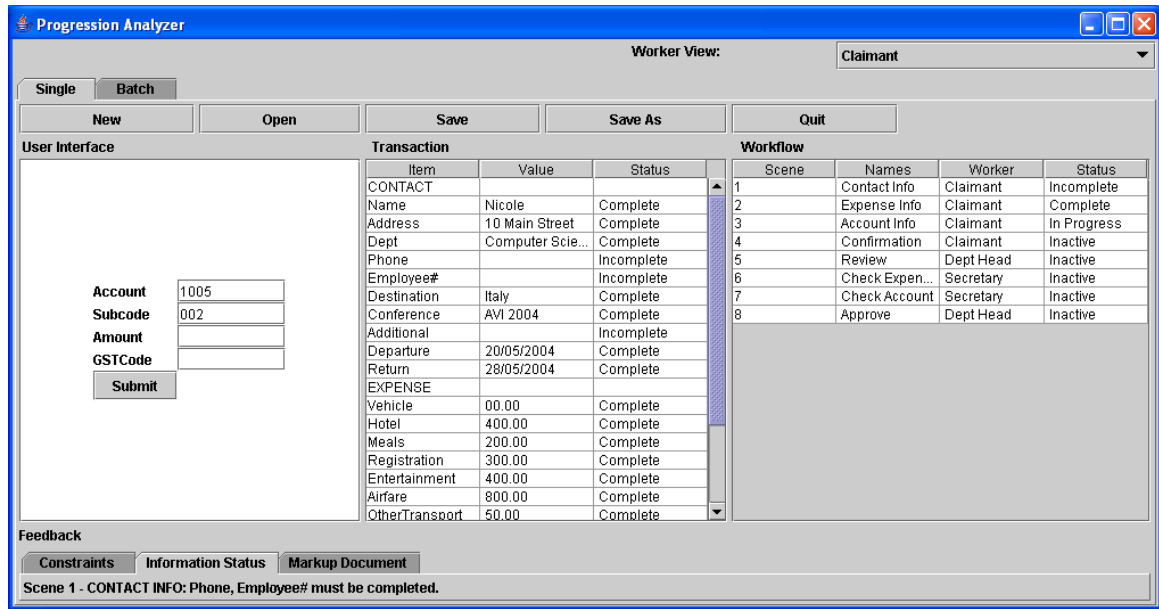 Progression Analyzer
Worker View: Claimant
Single Batch
New Open Save Save As Quit
User Interface
Account 1005
Subcode 002
Amount
GSTCode
Submit
Transaction
Item Value Status
CONTACT
Name Nicole Complete
Address 10 Main Street Complete
Dept Computer Scie... Complete
Phone Incomplete
Employee# Incomplete
Destination Italy Complete
Conference AVI 2004 Complete
Additional Incomplete
Departure 20/05/2004 Complete
Return 28/05/2004 Complete
EXPENSE
Vehicle 00.00 Complete
Hotel 400.00 Complete
Meals 200.00 Complete
Registration 300.00 Complete
Entertainment 400.00 Complete
Airfare 800.00 Complete
OtherTransport 50.00 Complete
Workflow
Scene Names Worker Status
1 Contact Info Claimant Incomplete
2 Expense Info Claimant Complete
3 Account Info Claimant In Progress
4 Confirmation Claimant Inactive
5 Review Dept Head Inactive
6 Check Expen... Secretary Inactive
7 Check Account Secretary Inactive
8 Approve Dept Head Inactive
Feedback
Constraints Information Status Markup Document
Scene 1 - CONTACT INFO: Phone, Employee# must be completed.